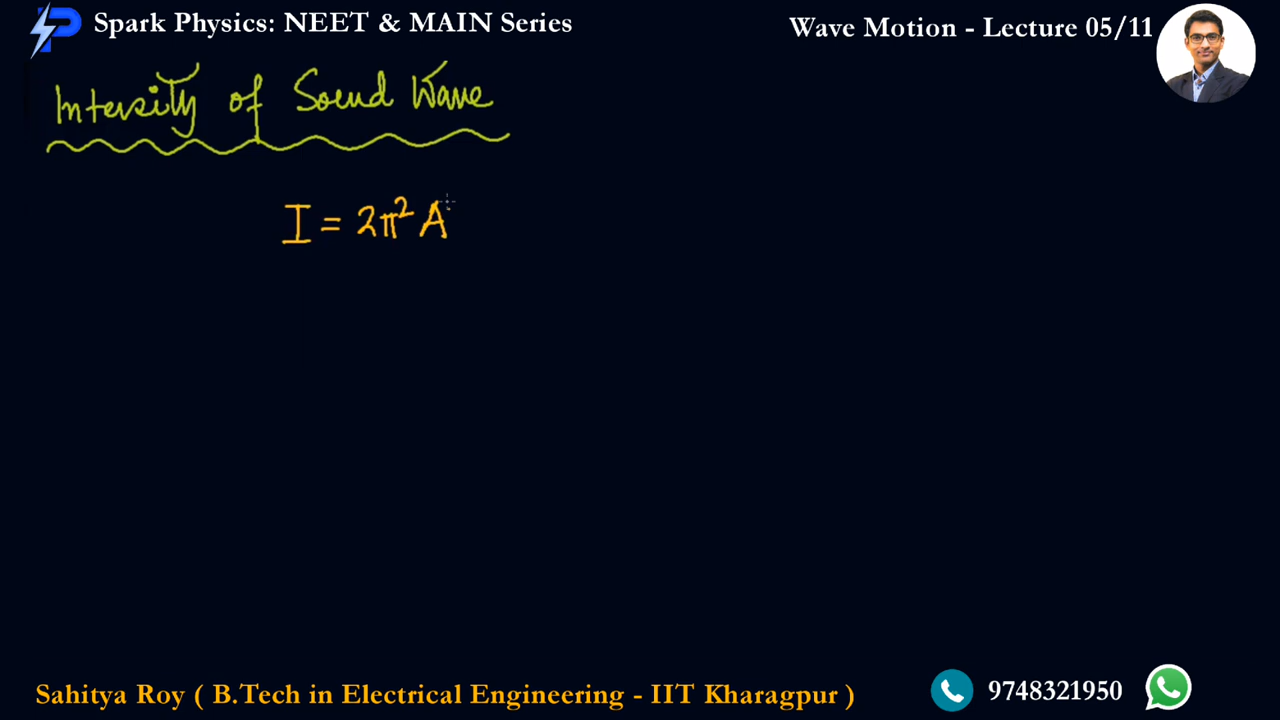 Spark Physics: NEET & MAIN Series
Wave Motion - Lecture 05/11
Intensity of Sound Wave
I = 2π² A
Sahitya Roy ( B.Tech in Electrical Engineering - IIT Kharagpur )
9748321950